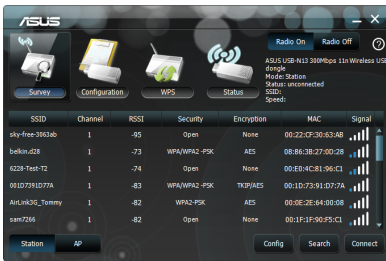 ASUS
Radio On Radio Off
ASUS USB-N13 300Mbps 11n Wireless USB
dongle
Mode: Station
Status: unconnected
SSID:
Speed:
Survey Configuration WPS Status
SSID Channel RSSI Security Encryption MAC Signal
sky-free-3063ab 1 -95 Open None 00:22:CF:30:63:AB
belkin.d28 1 -73 WPA/WPA2 -PSK AES 08:86:3B:27:0D:28
6228-Test-T2 1 -74 Open None 00:E0:4C:81:96:C1
001D7391D77A 1 -83 WPA/WPA2 -PSK TKIP/AES 00:1D:73:91:D7:7A
AirLink3G_Tommy 1 -82 WPA2-PSK AES 00:0E:2E:64:00:08
sam7266 1 -82 Open None 00:1F:1F:90:F5:C1
Station AP Config Search Connect